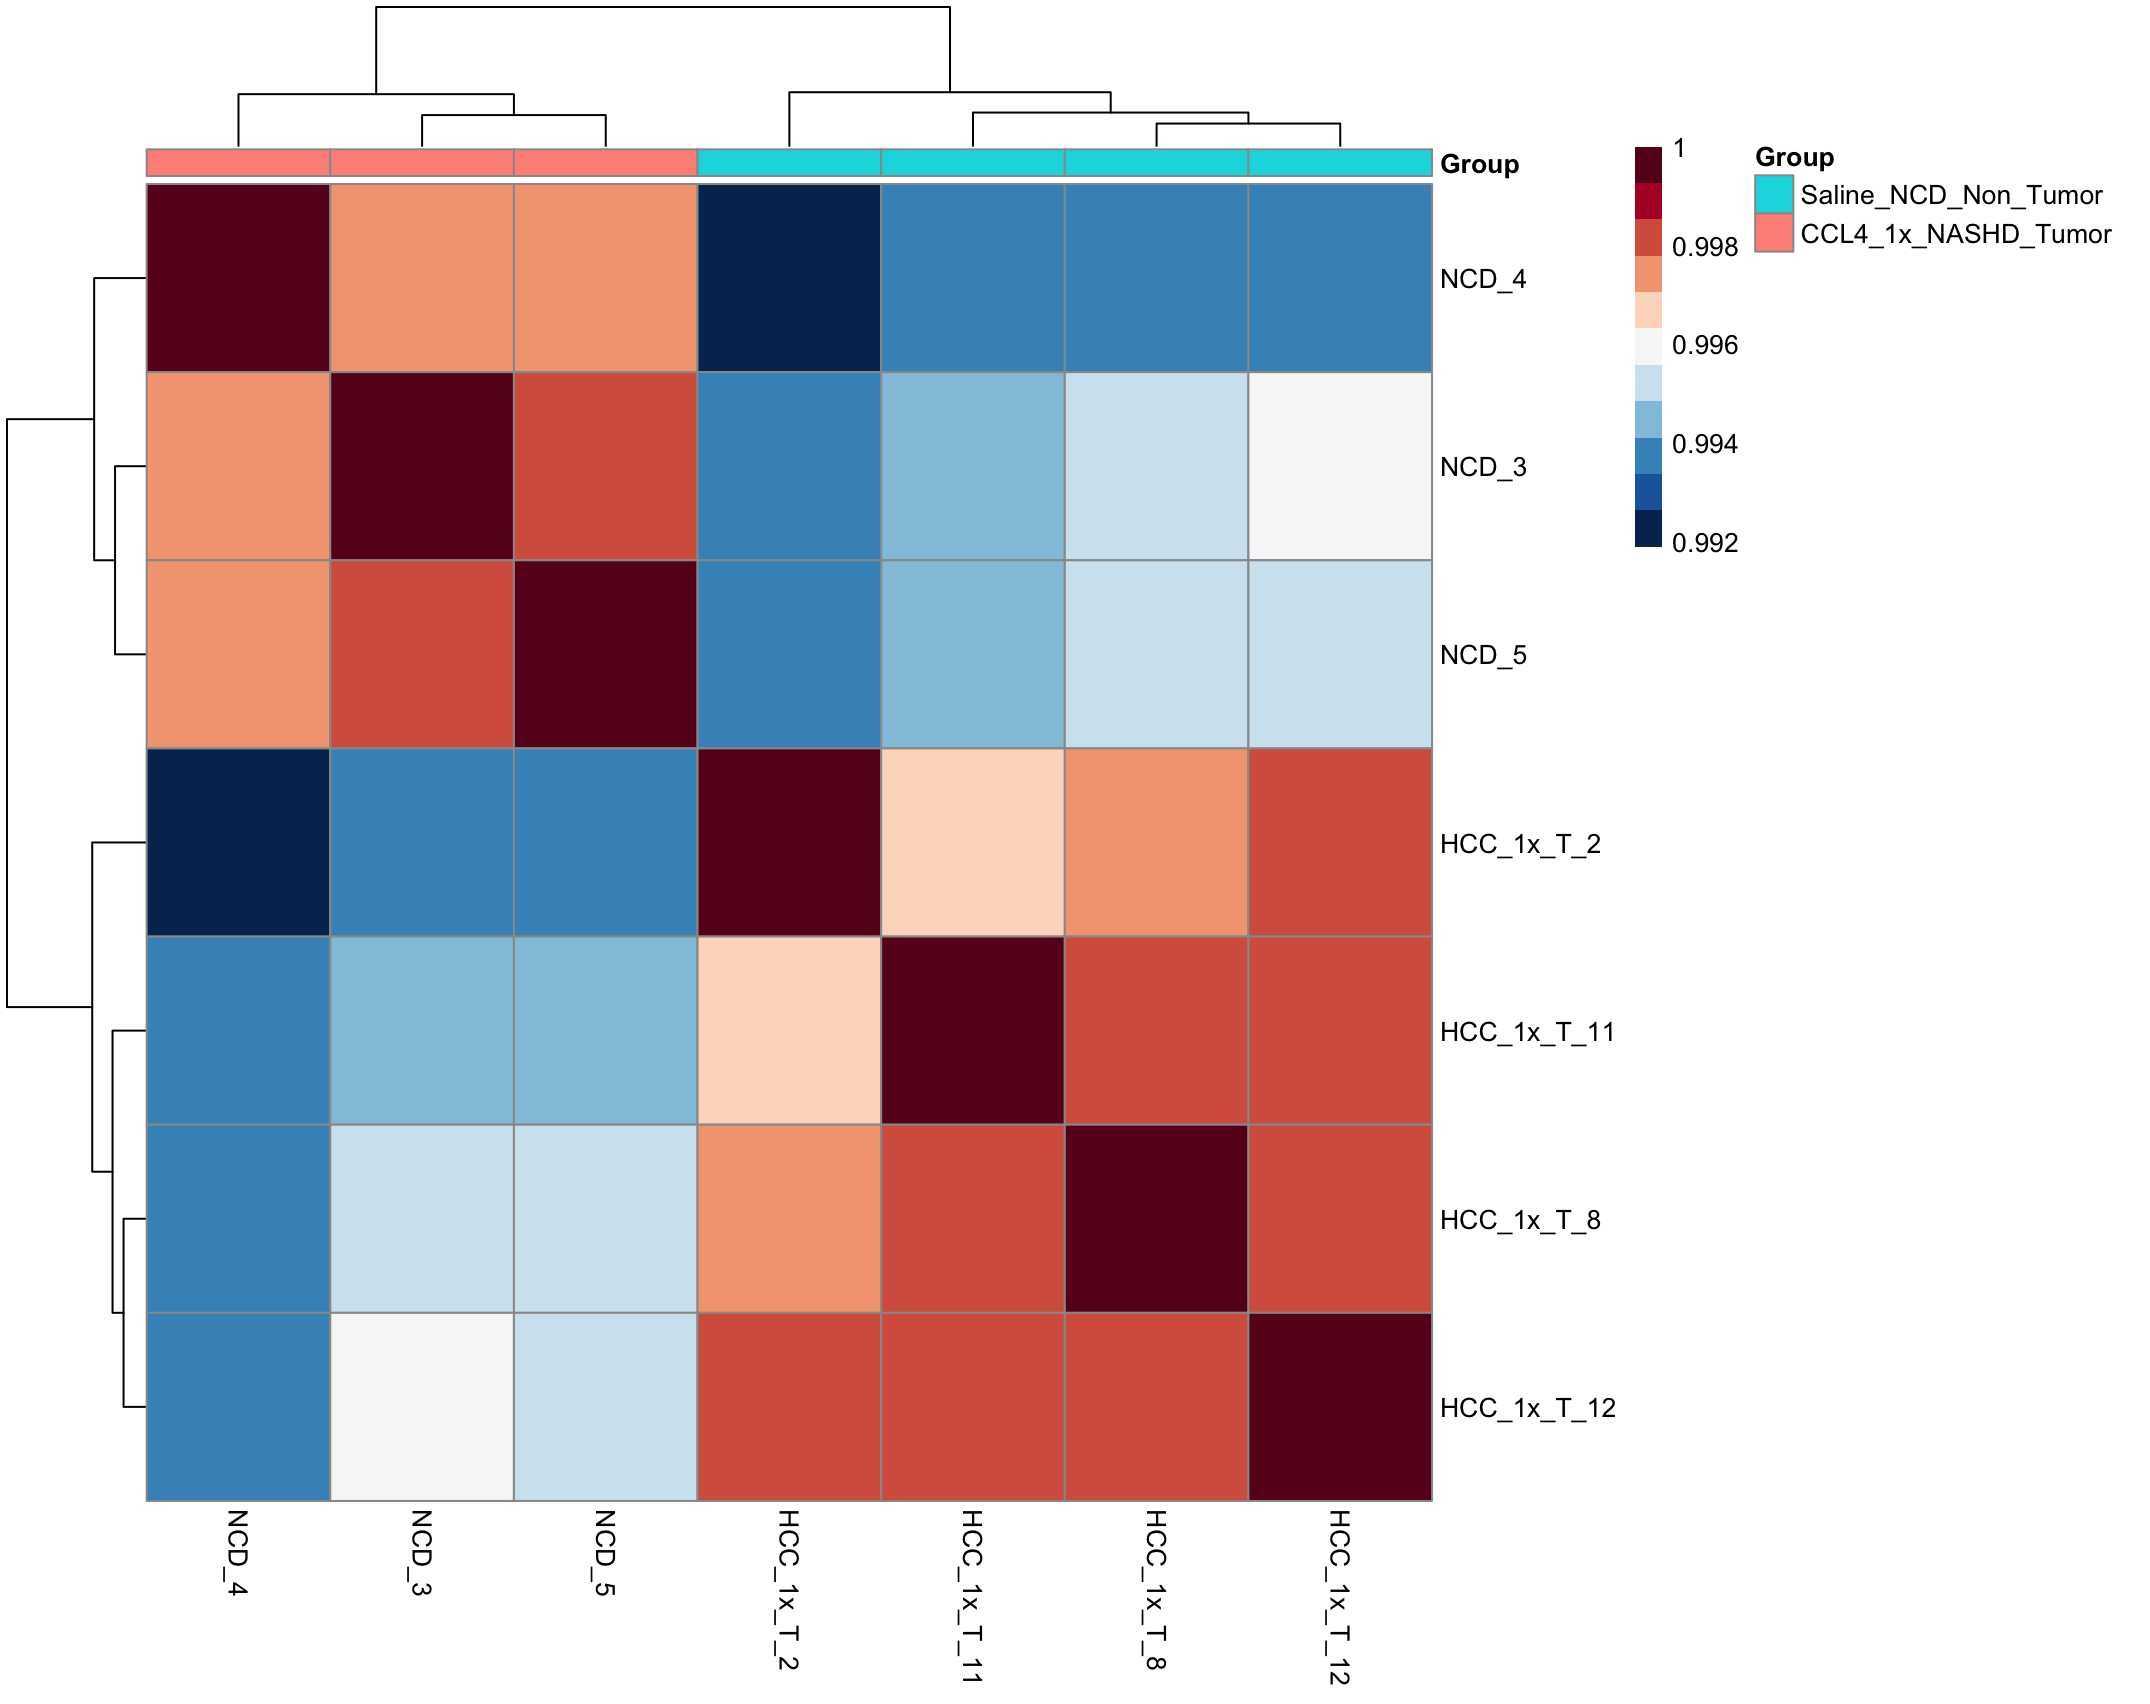 Group
NCD_4
NCD_3
NCD_5
HCC_1x_T_2
HCC_1x_T_11
HCC_1x_T_8
HCC_1x_T_12
NCD_4
NCD_3
NCD_5
HCC_1x_T_2
HCC_1x_T_11
HCC_1x_T_8
HCC_1x_T_12
1
0.998
0.996
0.994
0.992
Group
Saline_NCD_Non_Tumor
CCL4_1x_NASHD_Tumor